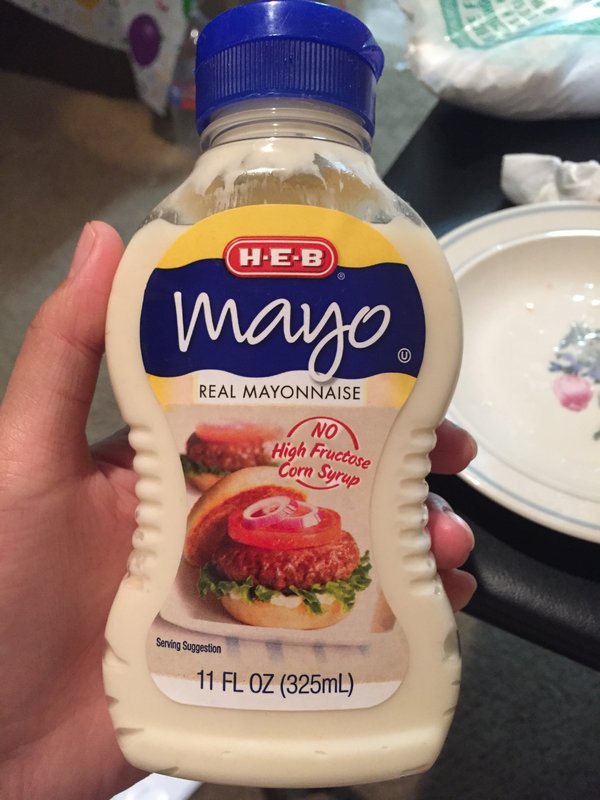 H-E-B®
mayo
U
REAL MAYONNAISE
NO
High Fructose
Corn Syrup
Serving Suggestion
11 FL OZ (325mL)